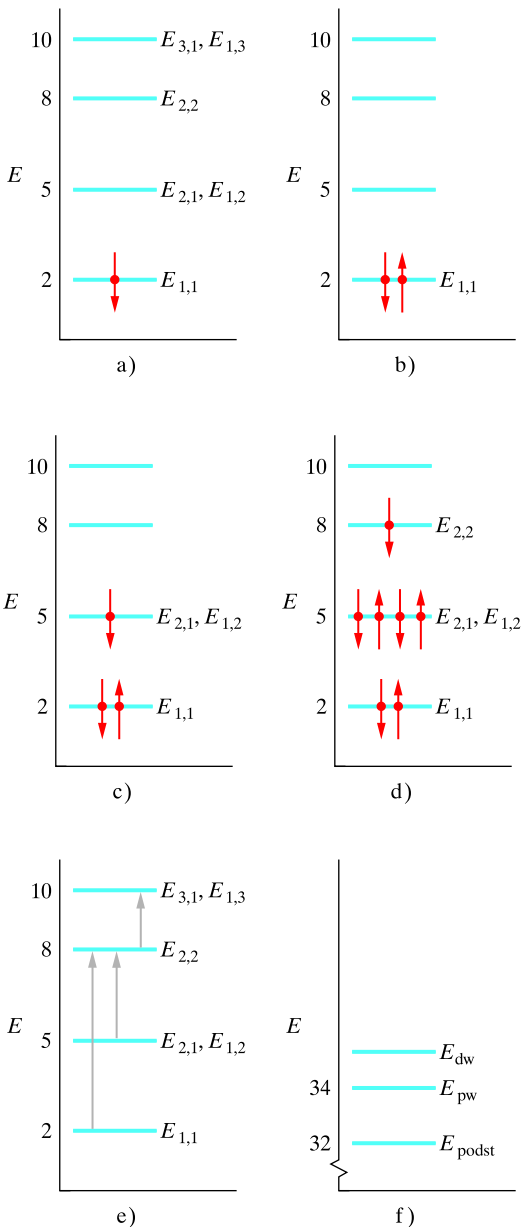 10 E3,1, E1,3
8 E2,2
E
5 E2,1, E1,2
2 E1,1
a)
10
8
E
5
2 E1,1
b)
10
8
E
5 E2,1, E1,2
2 E1,1
c)
10
8 E2,2
E
5 E2,1, E1,2
2 E1,1
d)
10 E3,1, E1,3
8 E2,2
E
5 E2,1, E1,2
2 E1,1
e)
E
Edw
34 Epw
32 Epodst
f)